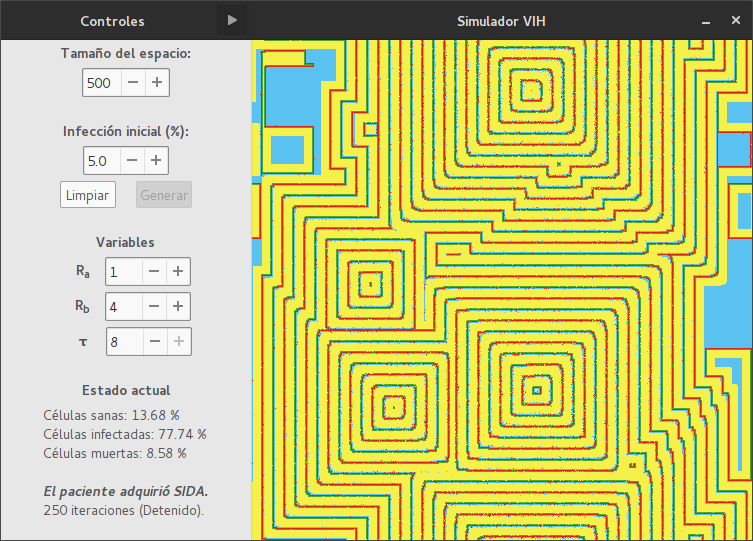 Controles
Simulador VIH
Tamaño del espacio:
500
Infección inicial (%):
5.0
Limpiar Generar
Variables
Ra 1
Rb 4
τ 8
Estado actual
Células sanas: 13.68 %
Células infectadas: 77.74 %
Células muertas: 8.58 %
El paciente adquirió SIDA.
250 iteraciones (Detenido).